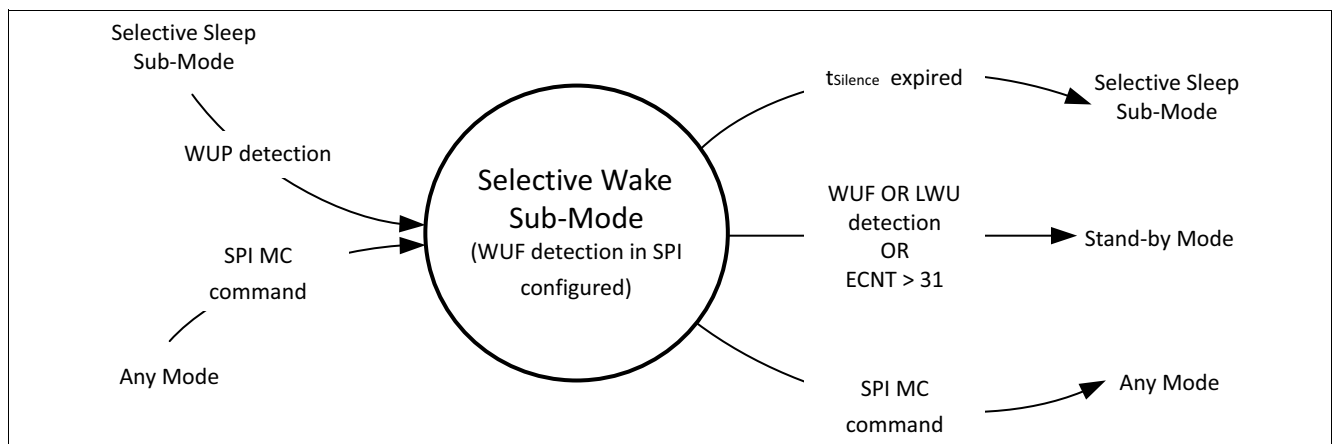 Selective Sleep
Sub-Mode
WUP detection
SPI MC
command
Any Mode
Selective Wake
Sub-Mode
(WUF detection in SPI
configured)
tSilence expired
Selective Sleep
Sub-Mode
WUF OR LWU
detection
OR
ECNT > 31
Stand-by Mode
SPI MC
command
Any Mode